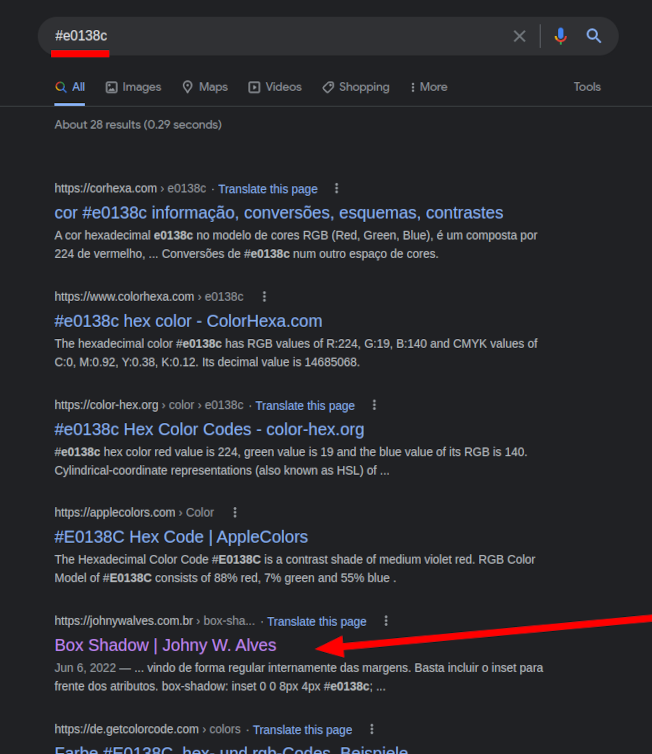 #e0138c
All Images Maps Videos Shopping More Tools
About 28 results (0.29 seconds)
https://corhexa.com › e0138c · Translate this page
cor #e0138c informação, conversões, esquemas, contrastes
A cor hexadecimal e0138c no modelo de cores RGB (Red, Green, Blue), é um composta por
224 de vermelho, ... Conversões de #e0138c num outro espaço de cores.
https://www.colorhexa.com › e0138c
#e0138c hex color - ColorHexa.com
The hexadecimal color #e0138c has RGB values of R:224, G:19, B:140 and CMYK values of
C:0, M:0.92, Y:0.38, K:0.12. Its decimal value is 14685068.
https://color-hex.org › color › e0138c · Translate this page
#e0138c Hex Color Codes - color-hex.org
#e0138c hex color red value is 224, green value is 19 and the blue value of its RGB is 140.
Cylindrical-coordinate representations (also known as HSL) of ...
https://applecolors.com › Color
#E0138C Hex Code | AppleColors
The Hexadecimal Color Code #E0138C is a contrast shade of medium violet red. RGB Color
Model of #E0138C consists of 88% red, 7% green and 55% blue .
https://johnywalves.com.br › box-sha... · Translate this page
Box Shadow | Johny W. Alves
Jun 6, 2022 — ... vindo de forma regular internamente das margens. Basta incluir o inset para
frente dos atributos. box-shadow: inset 0 0 8px 4px #e0138c; ...
https://de.getcolorcode.com › colors · Translate this page
Farbe #E0138C, hex- und rgb-Codes, Beispiele